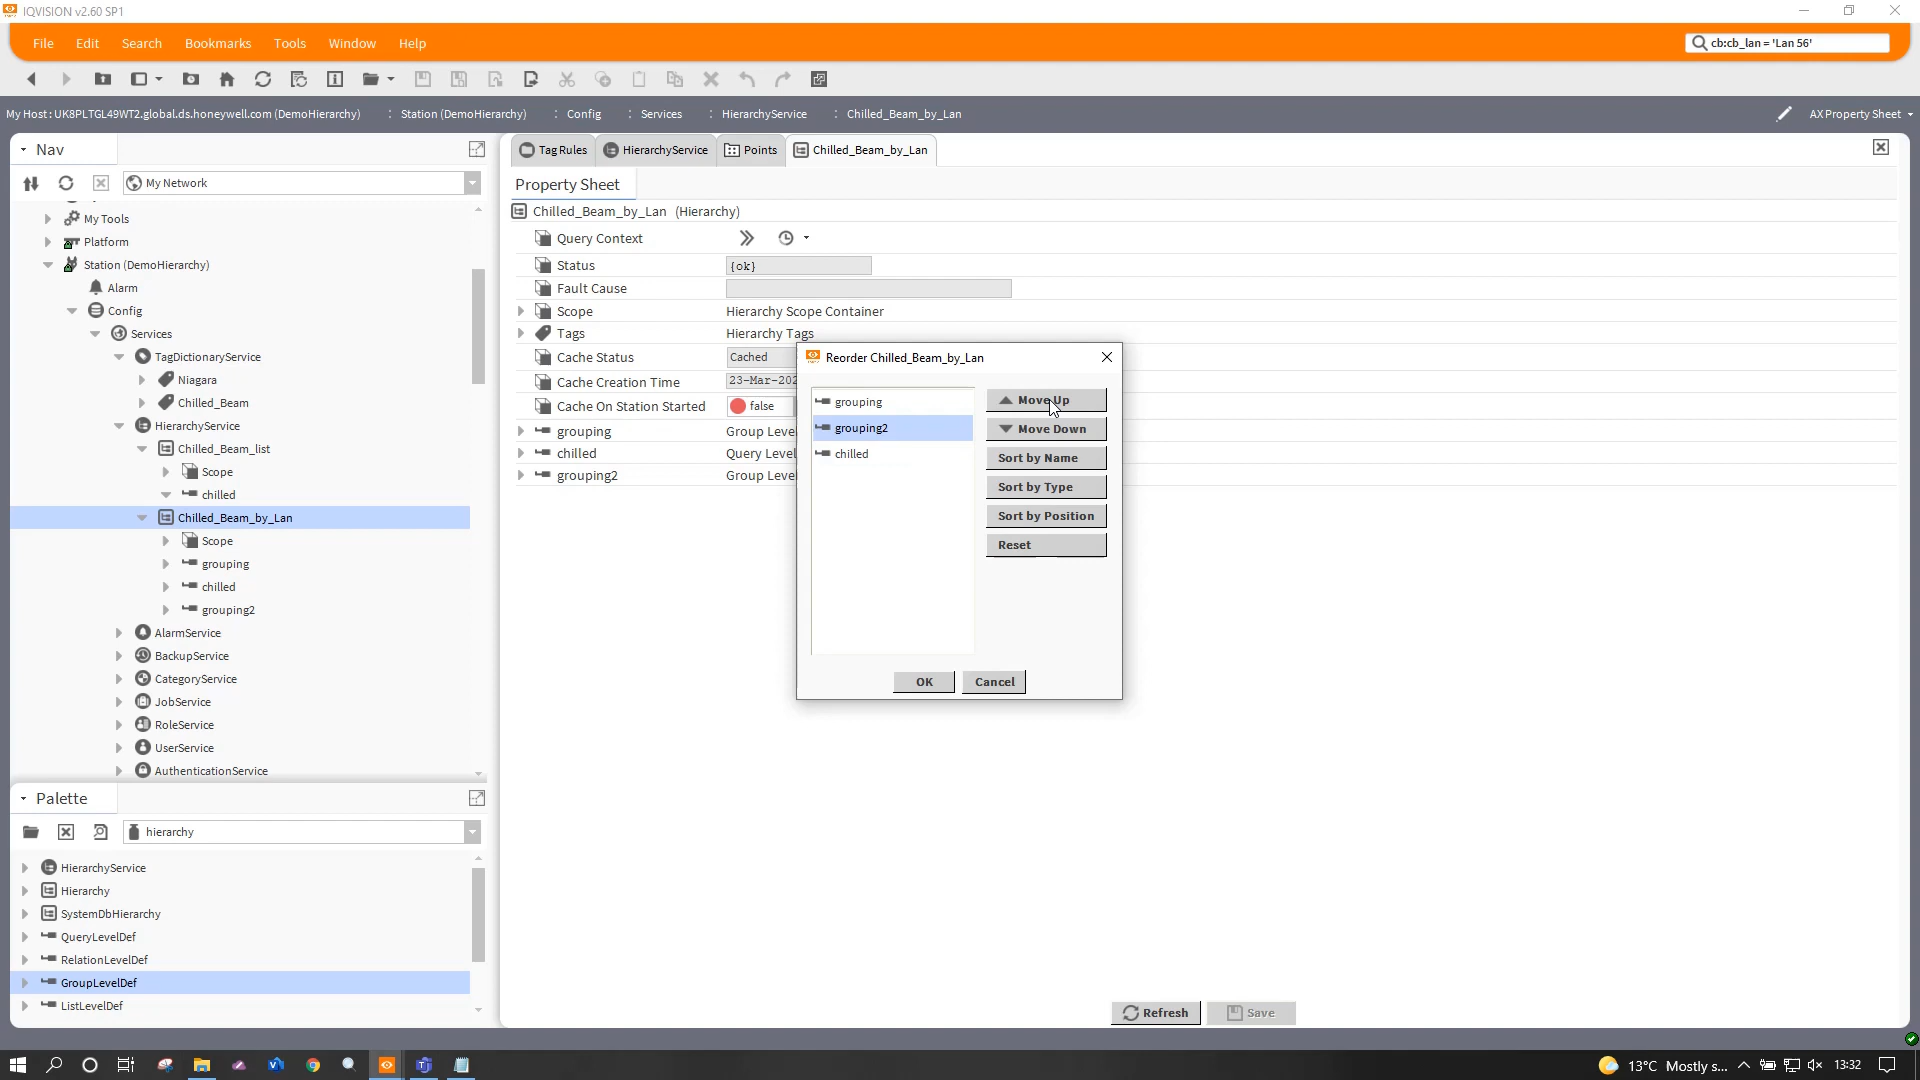 IQVISION v2.60 SP1
File Edit Search Bookmarks Tools Window Help
cb:cb_lan = 'Lan 56'
My Host : UK8PLTGL49WT2.global.ds.honeywell.com (DemoHierarchy) : Station (DemoHierarchy) : Config : Services : HierarchyService : Chilled_Beam_by_Lan
AX Property Sheet
Nav
My Network
My Tools
Platform
Station (DemoHierarchy)
Alarm
Config
Services
TagDictionaryService
Niagara
Chilled_Beam
HierarchyService
Chilled_Beam_list
Scope
chilled
Chilled_Beam_by_Lan
Scope
grouping
chilled
grouping2
AlarmService
BackupService
CategoryService
JobService
RoleService
UserService
AuthenticationService
Palette
hierarchy
HierarchyService
Hierarchy
SystemDbHierarchy
QueryLevelDef
RelationLevelDef
GroupLevelDef
ListLevelDef
Tag Rules HierarchyService Points Chilled_Beam_by_Lan
Property Sheet
Chilled_Beam_by_Lan (Hierarchy)
Query Context
Status {ok}
Fault Cause
Scope Hierarchy Scope Container
Tags Hierarchy Tags
Cache Status Cached
Cache Creation Time 23-Mar-202
Cache On Station Started false
grouping Group Leve
chilled Query Level
grouping2 Group Leve
Reorder Chilled_Beam_by_Lan
grouping
grouping2
chilled
Move Up
Move Down
Sort by Name
Sort by Type
Sort by Position
Reset
OK Cancel
Refresh Save
13°C Mostly s... 13:32